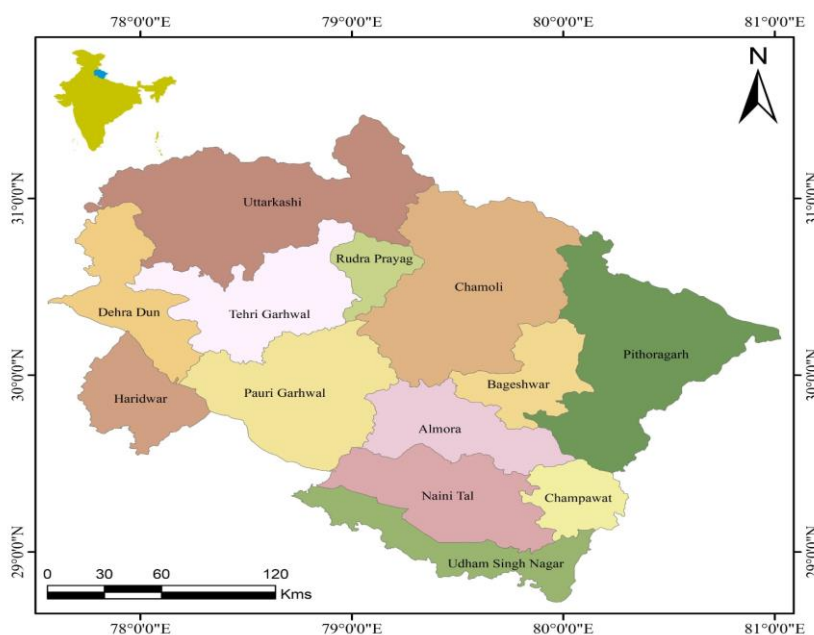 78°0'0"E 79°0'0"E 80°0'0"E 81°0'0"E
N
31°0'0"N
31°0'0"N
Uttarkashi
Rudra Prayag
Chamoli
Dehra Dun
Tehri Garhwal
Pithoragarh
30°0'0"N
30°0'0"N
Haridwar
Pauri Garhwal
Bageshwar
Almora
Naini Tal
Champawat
29°0'0"N
29°0'0"N
Udham Singh Nagar
0 30 60 120
Kms
78°0'0"E 79°0'0"E 80°0'0"E 81°0'0"E